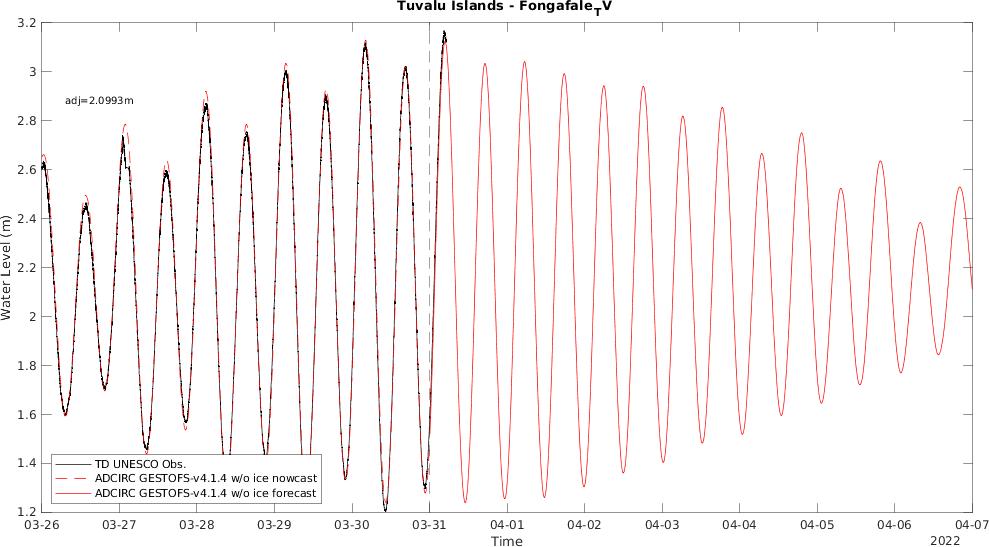 Tuvalu Islands - Fongafale_TV
3.2
3
2.8
2.6
2.4
2.2
2
1.8
1.6
1.4
1.2
Water Level (m)
adj=2.0993m
TD UNESCO Obs.
ADCIRC GESTOFS-v4.1.4 w/o ice nowcast
ADCIRC GESTOFS-v4.1.4 w/o ice forecast
03-26 03-27 03-28 03-29 03-30 03-31 04-01 04-02 04-03 04-04 04-05 04-06 04-07
Time
2022